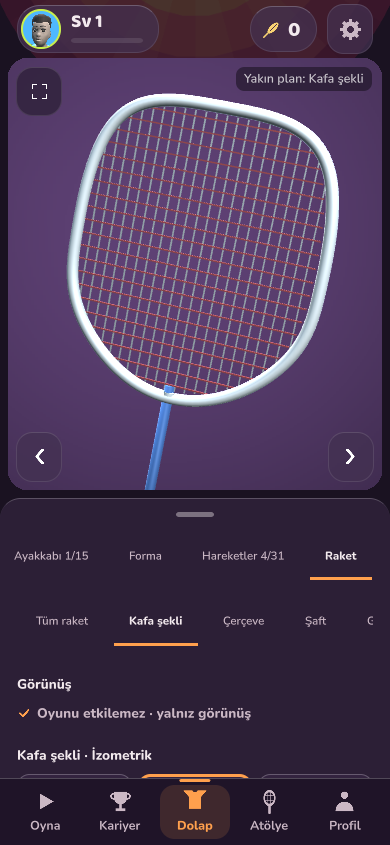 Sv 1
0
Yakın plan: Kafa şekli
Ayakkabı 1/15 Forma Hareketler 4/31 Raket
Tüm raket Kafa şekli Çerçeve Şaft
Görünüş
Oyunu etkilemez · yalnız görünüş
Kafa şekli · İzometrik
Oyna Kariyer Dolap Atölye Profil